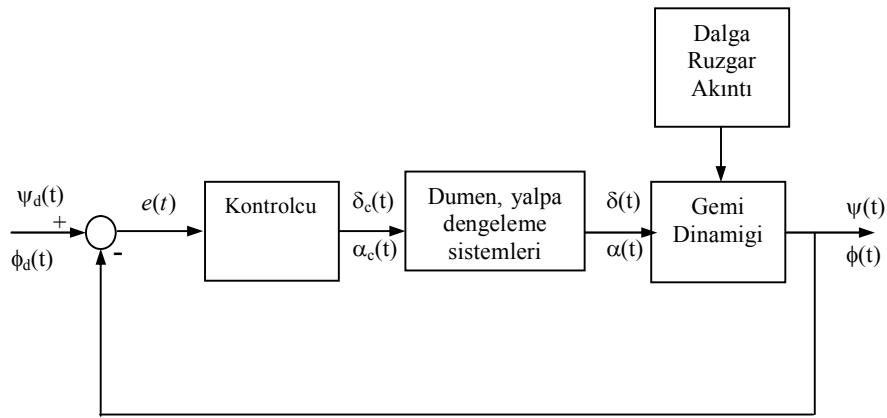 Dalga
Ruzgar
Akıntı
ψd(t)
+
ϕd(t)
-
e(t)
Kontrolcu
δc(t)
αc(t)
Dumen, yalpa
dengeleme
sistemleri
δ(t)
α(t)
Gemi
Dinamigi
ψ(t)
ϕ(t)